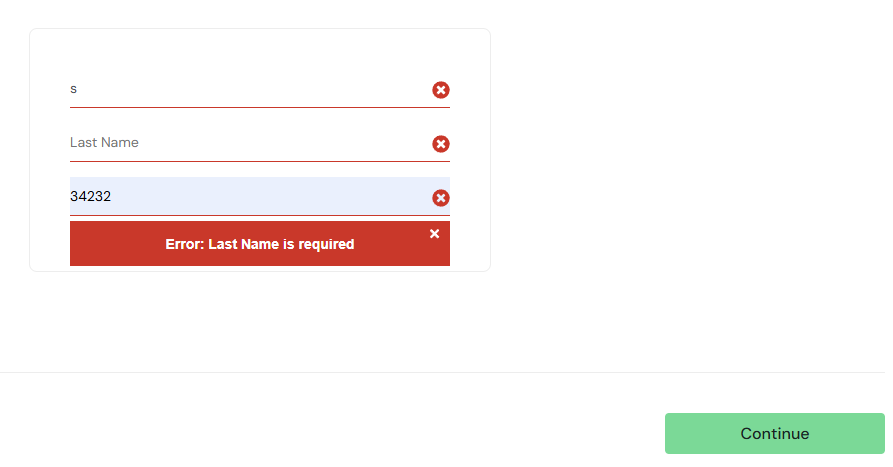 s
Last Name
34232
Error: Last Name is required
Continue